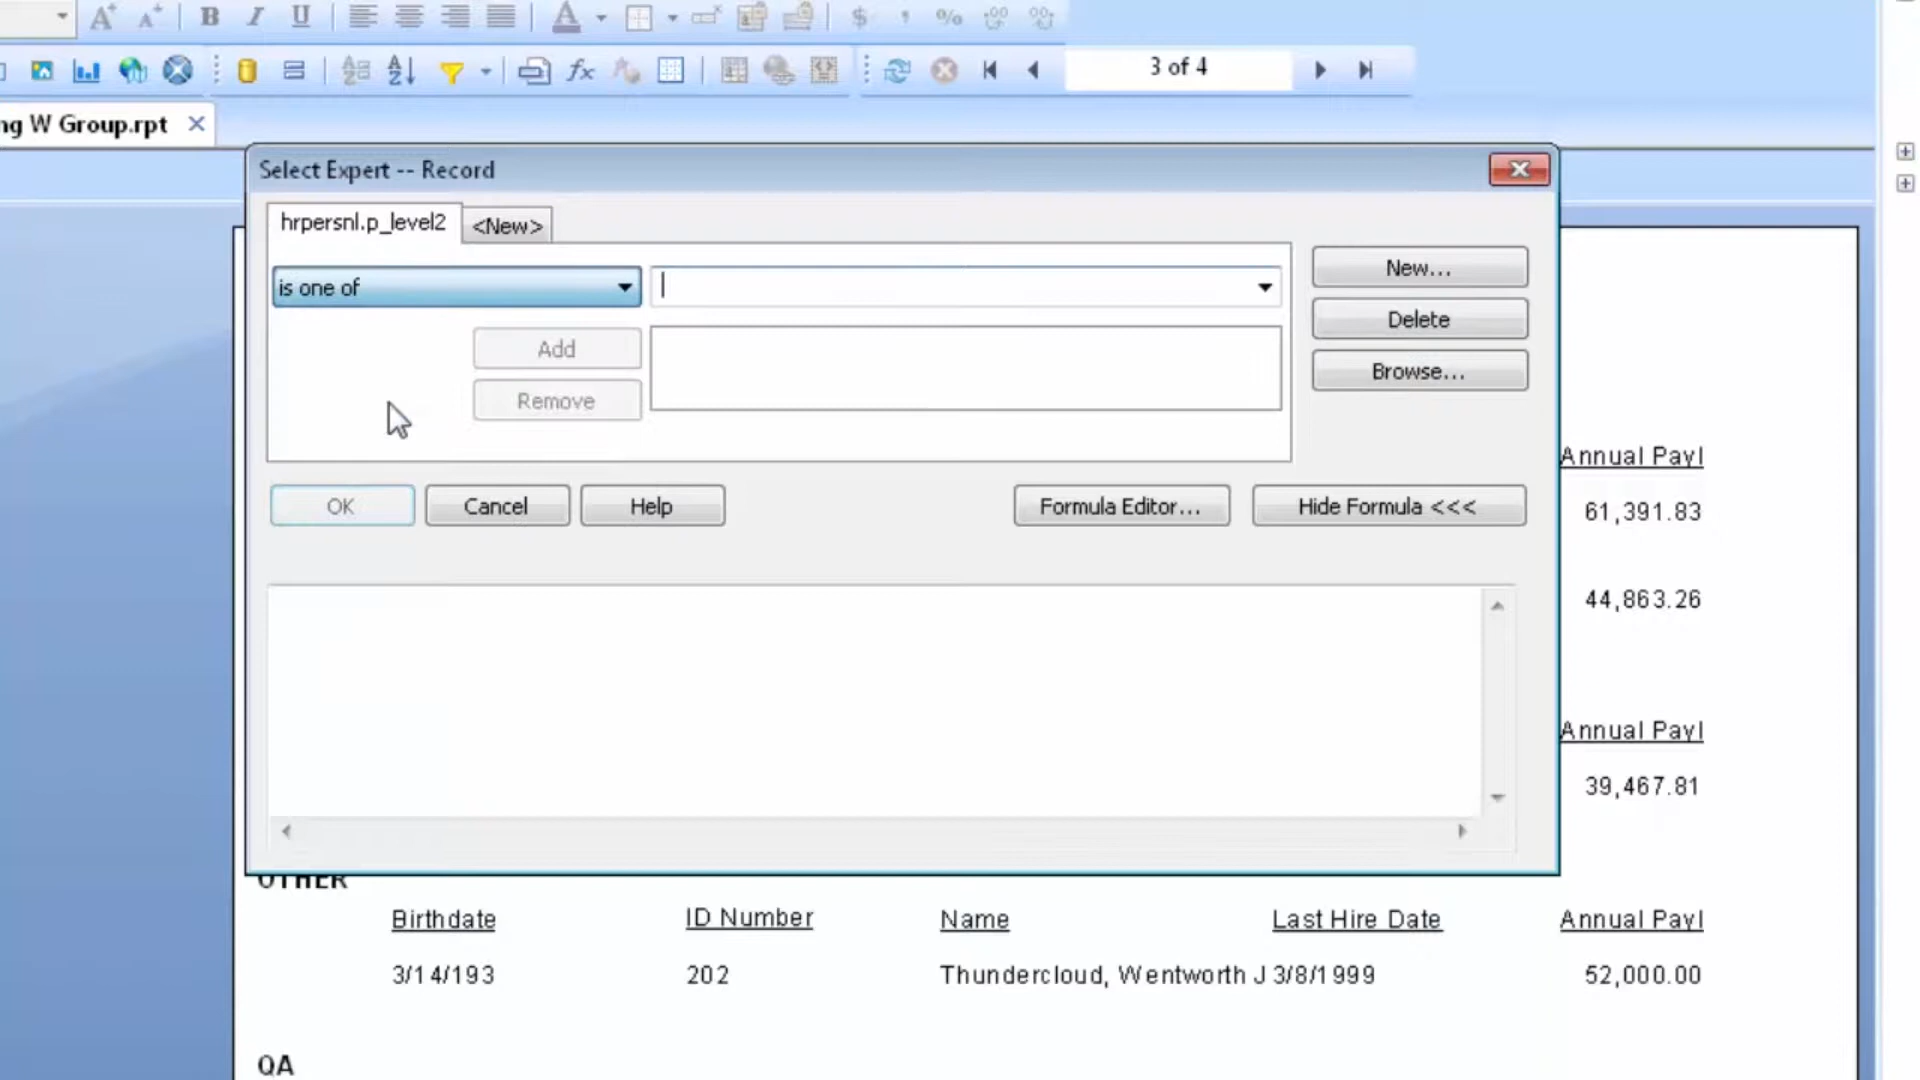 B I U
$ , %
fx
3 of 4
ng W Group.rpt
Select Expert -- Record
hrpersnl.p_level2 <New>
is one of
New...
Add
Delete
Remove
Browse...
OK Cancel Help Formula Editor... Hide Formula <<<
Annual Payl
61,391.83
44,863.26
Annual Payl
39,467.81
OTHER
Birthdate ID Number Name Last Hire Date Annual Payl
3/14/193 202 Thundercloud, Wentworth J 3/8/1999 52,000.00
QA